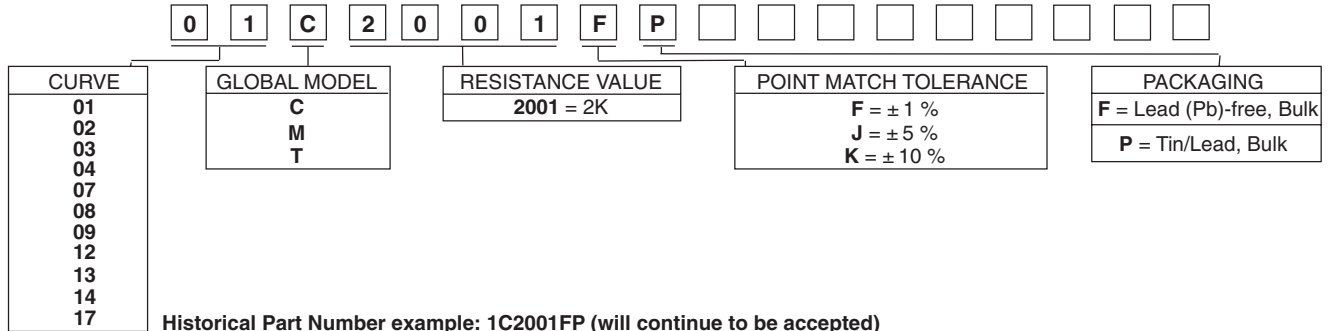 0 1 C 2 0 0 1 F P
CURVE
01
02
03
04
07
08
09
12
13
14
17
GLOBAL MODEL
C
M
T
RESISTANCE VALUE
2001 = 2K
POINT MATCH TOLERANCE
F = ± 1 %
J = ± 5 %
K = ± 10 %
PACKAGING
F = Lead (Pb)-free, Bulk
P = Tin/Lead, Bulk
Historical Part Number example: 1C2001FP (will continue to be accepted)